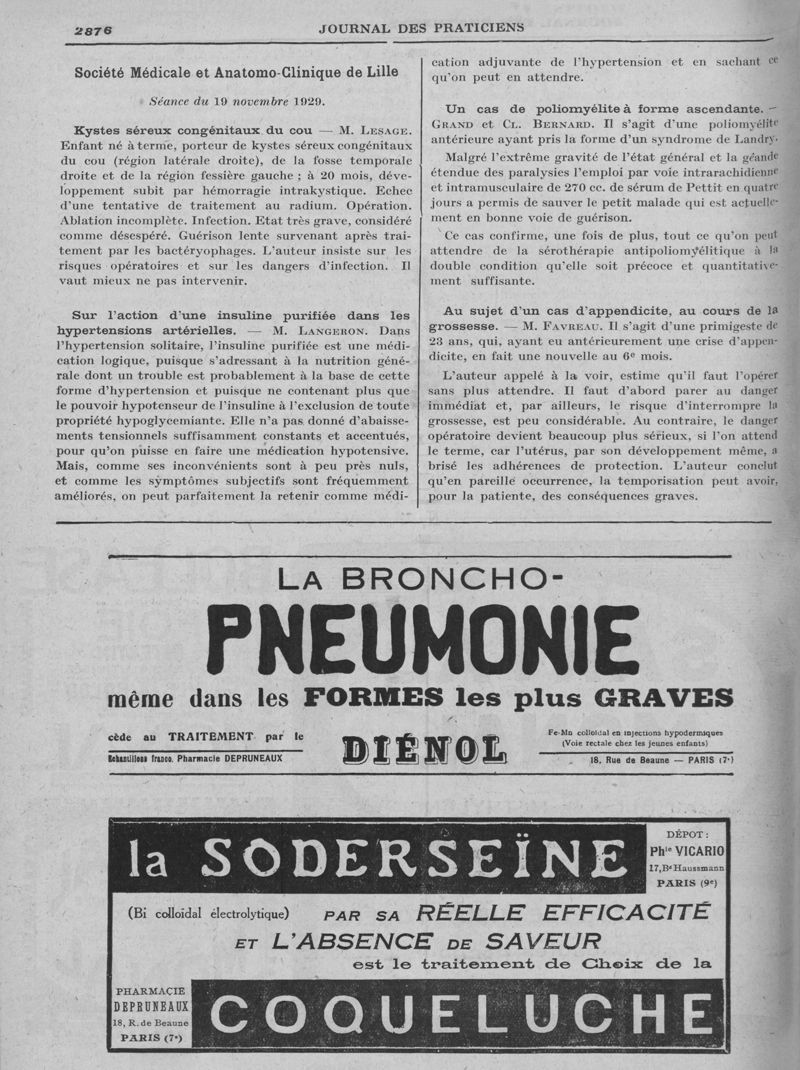 2876
JOURNAL DES PRATICIENS
Société Médicale et Anatomo-Clinique de Lille
Séance du 19 novembre 1929.
Kystes séreux congénitaux du cou — M. LESAGE.
Enfant né à terme, porteur de kystes séreux congénitaux
du cou (région latérale droite), de la fosse temporale
droite et de la région fessière gauche ; à 20 mois, déve-
loppement subit par hémorragie intrakystique. Echec
d'une tentative de traitement au radium. Opération.
Ablation incomplète. Infection. Etat très grave, considéré
comme désespéré. Guérison lente survenant après trai-
tement par les bactéryophages. L'auteur insiste sur les
risques opératoires et sur les dangers d'infection. Il
vaut mieux ne pas intervenir.
Sur l'action d'une insuline purifiée dans les
hypertensions artérielles. — M. LANGERON. Dans
l'hypertension solitaire, l'insuline purifiée est une médi-
cation logique, puisque s'adressant à la nutrition géné-
rale dont un trouble est probablement à la base de cette
forme d'hypertension et puisque ne contenant plus que
le pouvoir hypotenseur de l'insuline à l'exclusion de toute
propriété hypoglycemiante. Elle n'a pas donné d'abaisse-
ments tensionnels suffisamment constants et accentués,
pour qu'on puisse en faire une médication hypotensive.
Mais, comme ses inconvénients sont à peu près nuls,
et comme les symptômes subjectifs sont fréquemment
améliorés, on peut parfaitement la retenir comme médi-
cation adjuvante de l'hypertension et en sachant ce
qu'on peut en attendre.
Un cas de poliomyélite à forme ascendante. —
GRAND et CL. BERNARD. Il s'agit d'une poliomyélite
antérieure ayant pris la forme d'un syndrome de Landry.
Malgré l'extrême gravité de l'état général et la géande
étendue des paralysies l'emploi par voie intrarachidienne
et intramusculaire de 270 cc. de sérum de Pettit en quatre
jours a permis de sauver le petit malade qui est actuelle-
ment en bonne voie de guérison.
Ce cas confirme, une fois de plus, tout ce qu'on peut
attendre de la sérothérapie antipoliomyélitique à la
double condition qu'elle soit précoce et quantitative-
ment suffisante.
Au sujet d'un cas d'appendicite, au cours de la
grossesse. — M. FAVREAU. Il s'agit d'une primigeste de
23 ans, qui, ayant eu antérieurement une crise d'appen-
dicite, en fait une nouvelle au 6e mois.
L'auteur appelé à la voir, estime qu'il faut l'opérer
sans plus attendre. Il faut d'abord parer au danger
immédiat et, par ailleurs, le risque d'interrompre la
grossesse, est peu considérable. Au contraire, le danger
opératoire devient beaucoup plus sérieux, si l'on attend
le terme, car l'utérus, par son développement même, a
brisé les adhérences de protection. L'auteur conclut
qu'en pareille occurrence, la temporisation peut avoir,
pour la patiente, des conséquences graves.
LA BRONCHO-
PNEUMONIE
même dans les FORMES les plus GRAVES
cède au TRAITEMENT par le
Echantillons franco. Pharmacie DEPRUNEAUX
DIÉNOL
Fe-Mn colloïdal en injections hypodermiques
(Voie rectale chez les jeunes enfants)
18, Rue de Beaune — PARIS (7e)
la SODERSEÏNE
DÉPOT :
Phie VICARIO
17, Bd Haussmann
PARIS (9e)
(Bi colloïdal électrolytique) PAR SA RÉELLE EFFICACITÉ
ET L'ABSENCE DE SAVEUR
est le traitement de Choix de la
PHARMACIE
DEPRUNEAUX
18, R. de Beaune
PARIS (7e)
COQUELUCHE